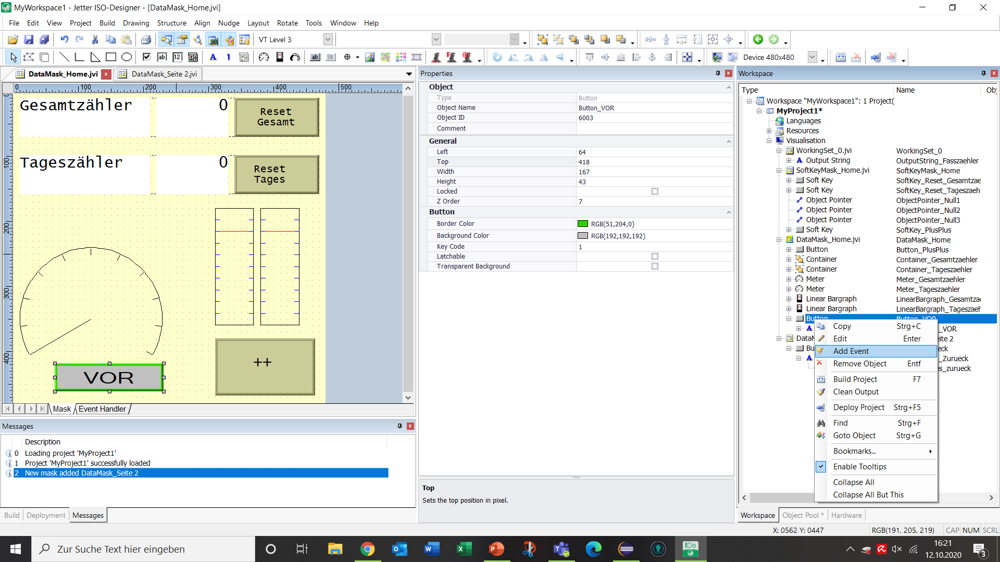 MyWorkspace1 - Jetter ISO-Designer - [DataMask_Home.jvi]
File Edit View Project Build Drawing Structure Align Nudge Layout Rotate Tools Window Help
VT Level 3
Device 480x480
DataMask_Home.jvi DataMask_Seite 2.jvi
0 100 200 300 400 500
100
200
300
400
Gesamtzähler 0
Reset
Gesamt
Tageszähler 0
Reset
Tages
VOR
++
Mask Event Handler
Messages
Description
0 Loading project 'MyProject1'
1 Project 'MyProject1' successfully loaded
2 New mask added DataMask_Seite 2
Build Deployment Messages
Properties
Object
Type Button
Object Name Button_VOR
Object ID 6003
Comment
General
Left 64
Top 418
Width 167
Height 43
Locked
Z Order 7
Button
Border Color RGB(51,204,0)
Background Color RGB(192,192,192)
Key Code 1
Latchable
Transparent Background
Top
Sets the top position in pixel.
Workspace
Type Name Obj
Workspace "MyWorkspace1": 1 Project(
MyProject1*
Languages
Resources
Visualisation
WorkingSet_0.jvi WorkingSet_0
Output String OutputString_Fasszaehler
SoftKeyMask_Home.jvi SoftKeyMask_Home
Soft Key SoftKey_Reset_Gesamtzae
Soft Key SoftKey_Reset_Tageszaeh
Object Pointer ObjectPointer_Null1
Object Pointer ObjectPointer_Null2
Object Pointer ObjectPointer_Null3
Soft Key SoftKey_PlusPlus
DataMask_Home.jvi DataMask_Home
Button Button_PlusPlus
Container Container_Gesamtzaehler
Container Container_Tageszaehler
Meter Meter_Gesamtzaehler
Meter Meter_Tageszaehler
Linear Bargraph LinearBargraph_Gesamtza
Linear Bargraph LinearBargraph_Tageszaeh
Button Button_VOR
_VOR
DataM eite 2
Bu eck
_Zurueck
es_zurueck
Copy Strg+C
Edit Enter
Add Event
Remove Object Entf
Build Project F7
Clean Output
Deploy Project Strg+F5
Find Strg+F
Goto Object Strg+G
Bookmarks...
Enable Tooltips
Collapse All
Collapse All But This
Workspace Object Pool * Hardware
X: 0562 Y: 0447 RGB(191, 205, 219) CAP NUM SCRL
Zur Suche Text hier eingeben
16:21
12.10.2020
3